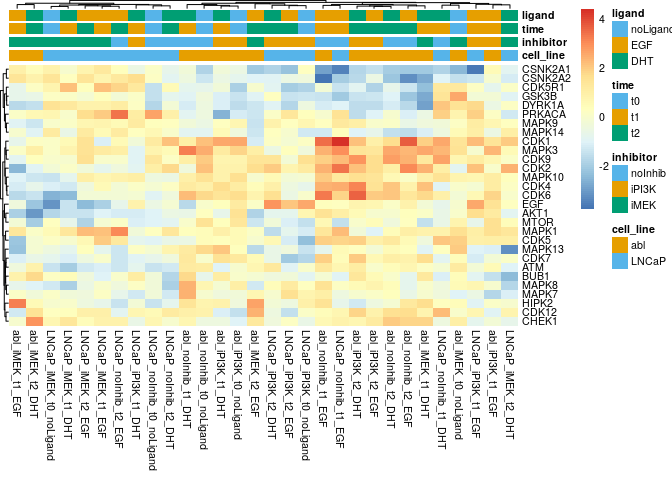 ligand
time
inhibitor
cell_line
CSNK2A1
CSNK2A2
CDK5R1
GSK3B
DYRK1A
PRKACA
MAPK9
MAPK14
CDK1
MAPK3
CDK9
CDK2
MAPK10
CDK4
CDK6
EGF
AKT1
MTOR
MAPK1
CDK5
MAPK13
CDK7
ATM
BUB1
MAPK8
MAPK7
HIPK2
CDK12
CHEK1
abl_iMEK_t1_EGF
abl_iMEK_t2_DHT
LNCaP_iMEK_t0_noLigand
LNCaP_iMEK_t1_DHT
LNCaP_iMEK_t2_EGF
LNCaP_iMEK_t1_EGF
LNCaP_noInhib_t2_EGF
LNCaP_iPI3K_t1_DHT
LNCaP_noInhib_t0_noLigand
LNCaP_noInhib_t2_DHT
abl_noInhib_t1_DHT
abl_noInhib_t0_noLigand
abl_iPI3K_t1_DHT
abl_iPI3K_t0_noLigand
abl_iMEK_t2_EGF
LNCaP_iPI3K_t2_DHT
LNCaP_iPI3K_t2_EGF
LNCaP_iPI3K_t0_noLigand
abl_noInhib_t1_EGF
LNCaP_noInhib_t1_EGF
abl_iPI3K_t2_EGF
abl_iPI3K_t2_DHT
abl_noInhib_t2_DHT
abl_noInhib_t2_EGF
abl_iMEK_t1_DHT
LNCaP_noInhib_t1_DHT
abl_iMEK_t0_noLigand
LNCaP_iPI3K_t1_EGF
abl_iPI3K_t1_EGF
LNCaP_iMEK_t2_DHT
4
2
0
-2
ligand
noLigand
EGF
DHT
time
t0
t1
t2
inhibitor
noInhib
iPI3K
iMEK
cell_line
abl
LNCaP